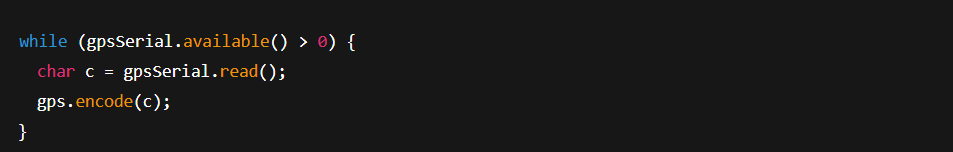 while (gpsSerial.available() > 0) {
  char c = gpsSerial.read();
  gps.encode(c);
}